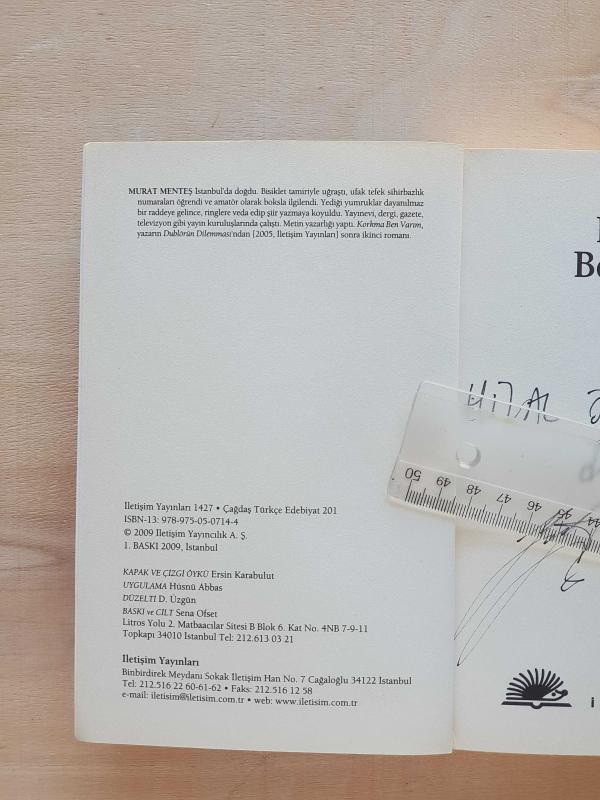 MURAT MENTEŞ İstanbul'da doğdu. Bisiklet tamiriyle uğraştı, ufak tefek sihirbazlık
numaraları öğrendi ve amatör olarak boksla ilgilendi. Yediği yumruklar dayanılmaz
bir raddeye gelince, ringlere veda edip şiir yazmaya koyuldu. Yayınevi, dergi, gazete,
televizyon gibi yayın kuruluşlarında çalıştı. Metin yazarlığı yaptı. Korkma Ben Varım,
yazarın Dublörün Dilemması'ndan [2005, İletişim Yayınları] sonra ikinci romanı.
İletişim Yayınları 1427 • Çağdaş Türkçe Edebiyat 201
ISBN-13: 978-975-05-0714-4
© 2009 İletişim Yayıncılık A. Ş.
1. BASKI 2009, İstanbul
KAPAK VE ÇİZGİ ÖYKÜ Ersin Karabulut
UYGULAMA Hüsnü Abbas
DÜZELTİ D. Üzgün
BASKI ve CİLT Sena Ofset
Litros Yolu 2. Matbaacılar Sitesi B Blok 6. Kat No. 4NB 7-9-11
Topkapı 34010 İstanbul Tel: 212.613 03 21
İletişim Yayınları
Binbirdirek Meydanı Sokak İletişim Han No. 7 Cağaloğlu 34122 İstanbul
Tel: 212.516 22 60-61-62 • Faks: 212.516 12 58
e-mail: iletisim@iletisim.com.tr • web: www.iletisim.com.tr
Be
50 49 48 47 46 45 44
i